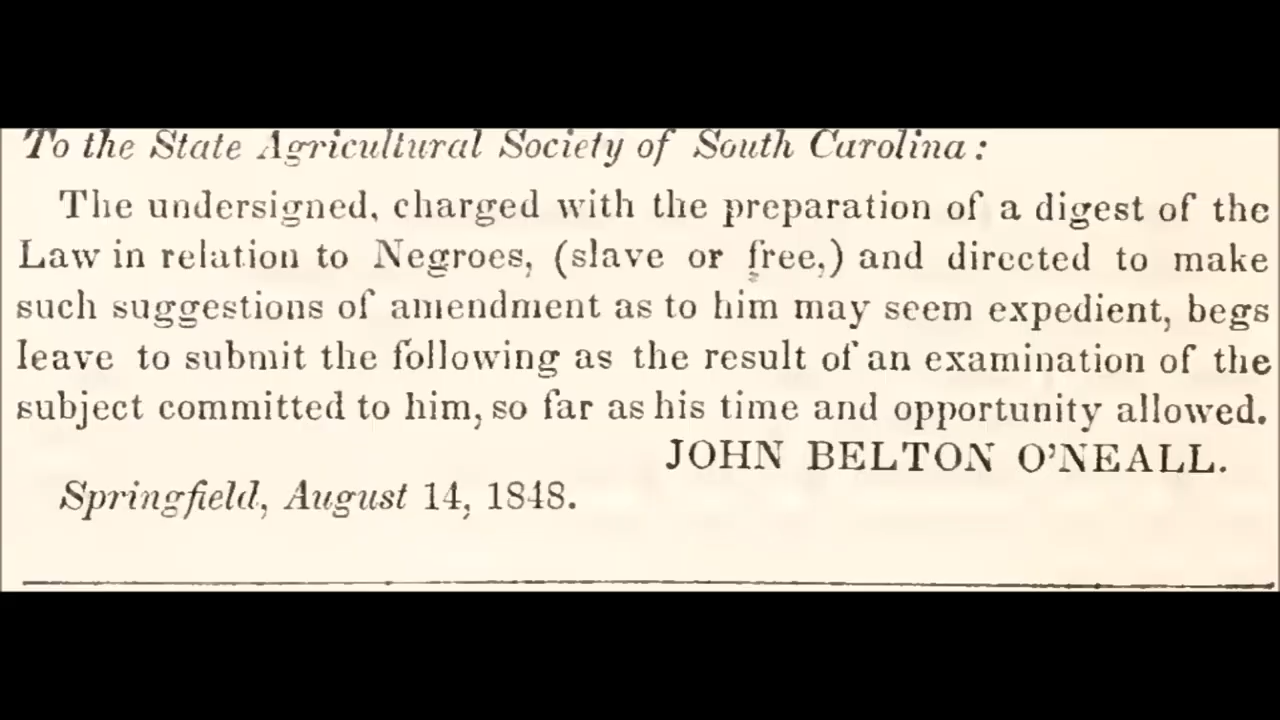 To the State Agricultural Society of South Carolina:
The undersigned, charged with the preparation of a digest of the
Law in relation to Negroes, (slave or free,) and directed to make
such suggestions of amendment as to him may seem expedient, begs
leave to submit the following as the result of an examination of the
subject committed to him, so far as his time and opportunity allowed.
JOHN BELTON O'NEALL.
Springfield, August 14, 1848.